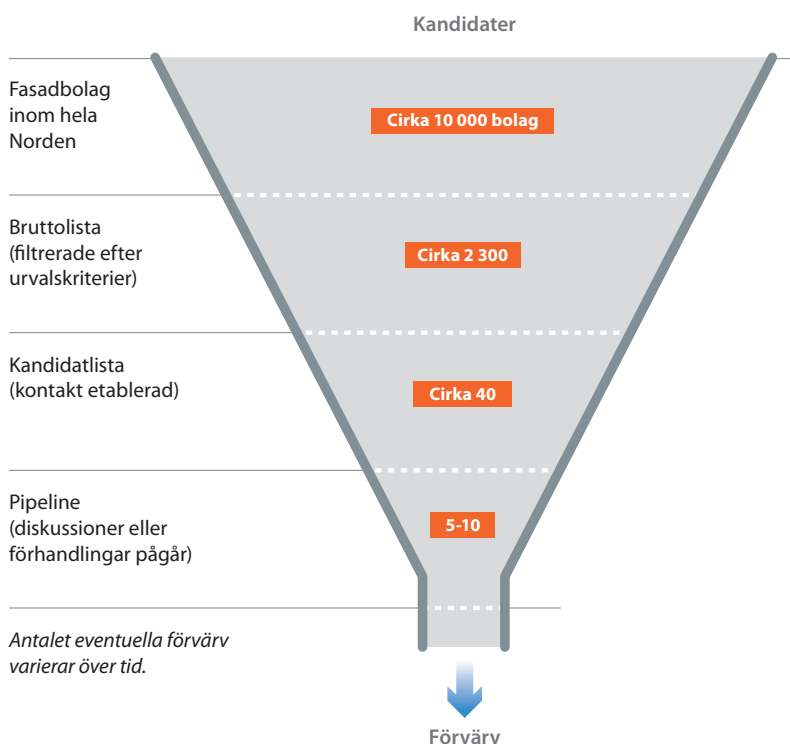 Kandidater
Fasadbolag
inom hela
Norden
Cirka 10 000 bolag
Bruttolista
(filtrerade efter
urvalskriterier)
Cirka 2 300
Kandidatlista
(kontakt etablerad)
Cirka 40
Pipeline
(diskussioner eller
förhandlingar pågår)
5-10
Antalet eventuella förvärv
varierar över tid.
Förvärv